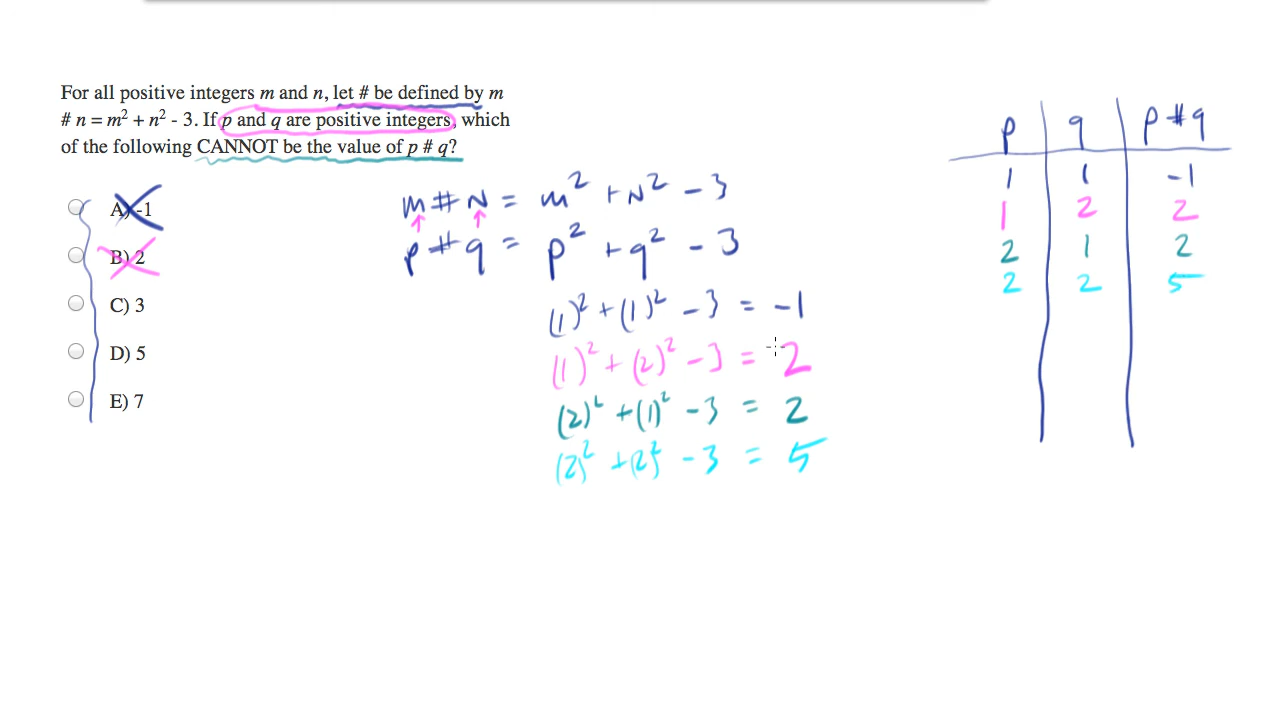 For all positive integers m and n, let # be defined by m
# n = m² + n² - 3. If p and q are positive integers, which
of the following CANNOT be the value of p # q?
A) -1
B) 2
C) 3
D) 5
E) 7
m # N = m² + N² - 3
p # q = p² + q² - 3
(1)² + (1)² - 3 = -1
(1)² + (2)² - 3 = 2
(2)² + (1)² - 3 = 2
(2)² + (2)² - 3 = 5
p q p # q
1 1 -1
1 2 2
2 1 2
2 2 5